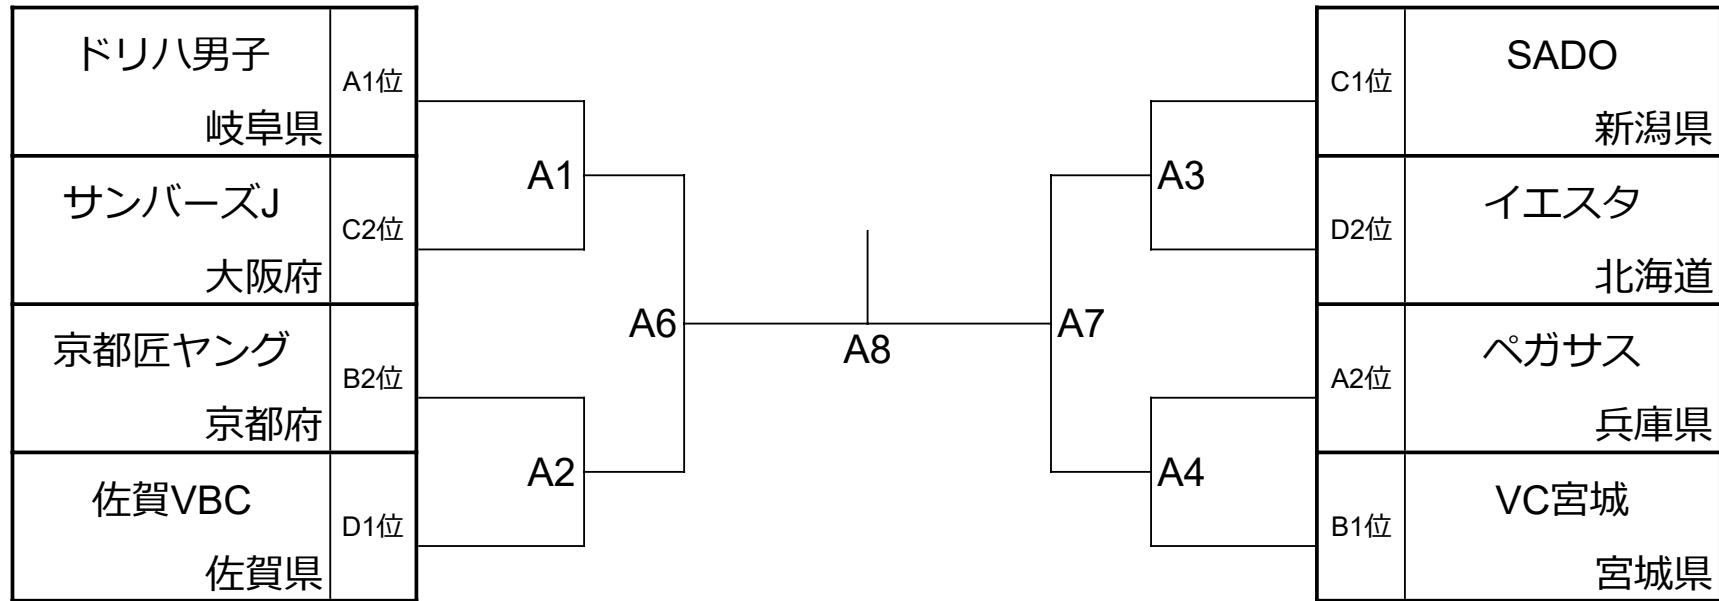 ドリハ男子
A1位
岐阜県
サンバーズJ
C2位
大阪府
京都匠ヤング
B2位
京都府
佐賀VBC
D1位
佐賀県
A1
A2
A6
A8
A7
A3
A4
C1位
SADO
新潟県
D2位
イエスタ
北海道
A2位
ペガサス
兵庫県
B1位
VC宮城
宮城県